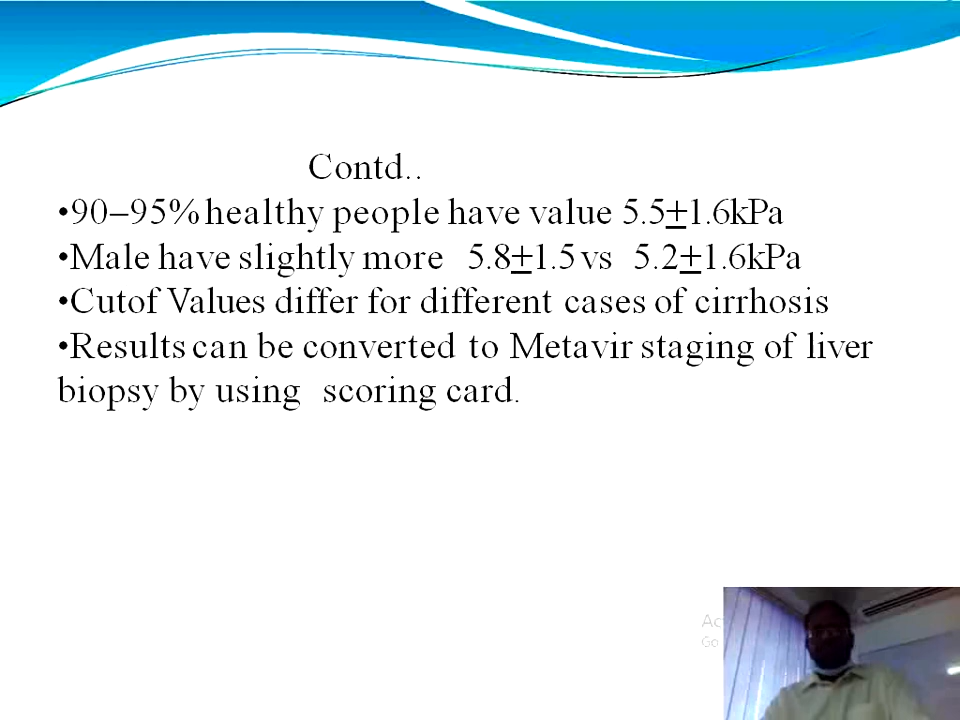 Contd..
•90–95% healthy people have value 5.5±1.6kPa
•Male have slightly more 5.8±1.5 vs 5.2±1.6kPa
•Cutof Values differ for different cases of cirrhosis
•Results can be converted to Metavir staging of liver
biopsy by using scoring card.
Go